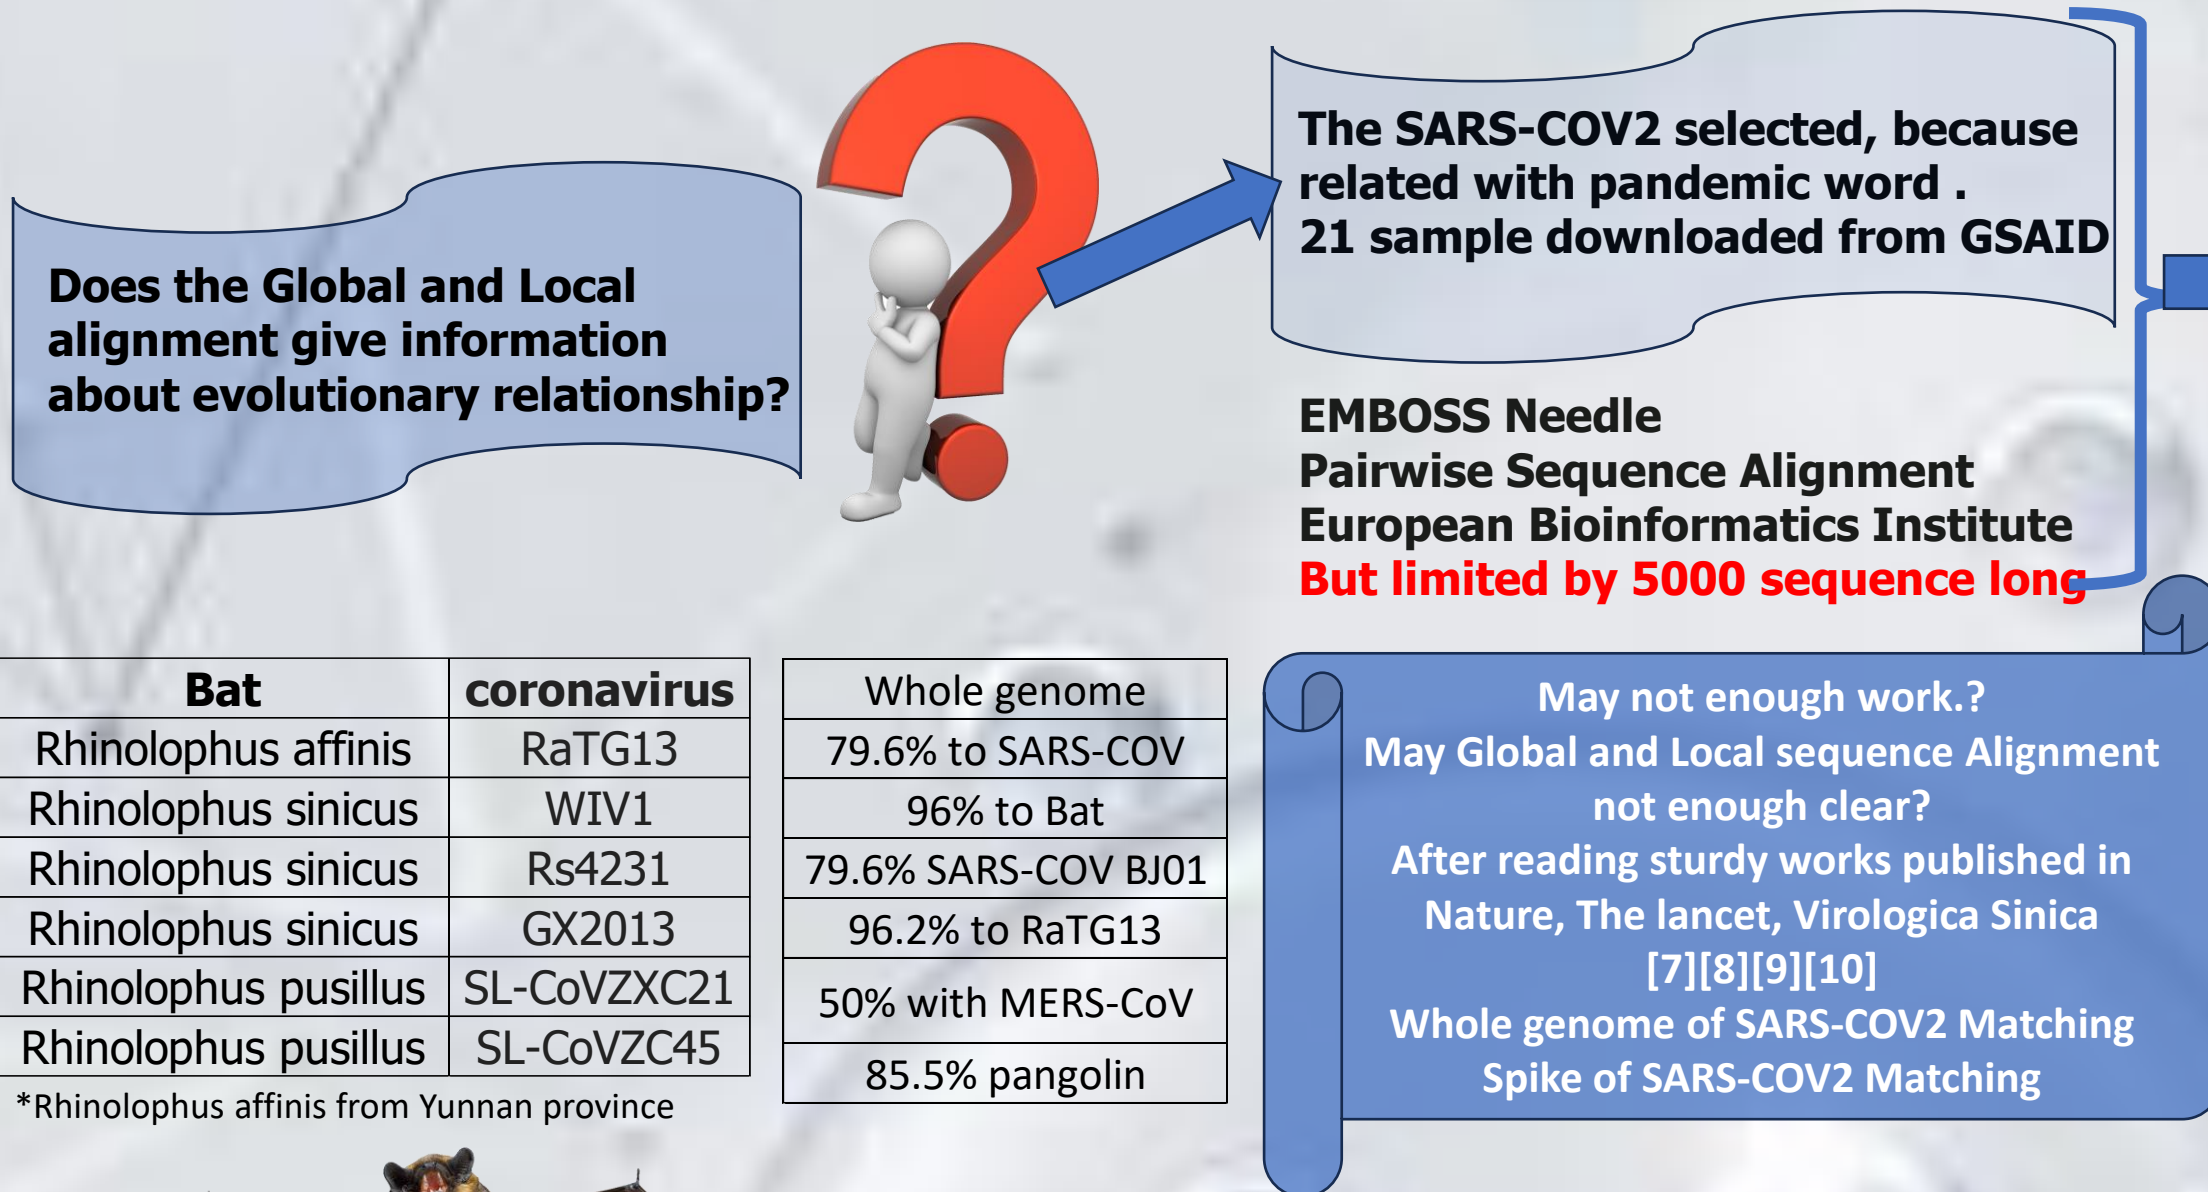 Does the Global and Local
alignment give information
about evolutionary relationship?
The SARS-COV2 selected, because
related with pandemic word .
21 sample downloaded from GSAID
EMBOSS Needle
Pairwise Sequence Alignment
European Bioinformatics Institute
But limited by 5000 sequence long
Bat coronavirus
Rhinolophus affinis RaTG13
Rhinolophus sinicus WIV1
Rhinolophus sinicus Rs4231
Rhinolophus sinicus GX2013
Rhinolophus pusillus SL-CoVZXC21
Rhinolophus pusillus SL-CoVZC45
*Rhinolophus affinis from Yunnan province
Whole genome
79.6% to SARS-COV
96% to Bat
79.6% SARS-COV BJ01
96.2% to RaTG13
50% with MERS-CoV
85.5% pangolin
May not enough work.?
May Global and Local sequence Alignment
not enough clear?
After reading sturdy works published in
Nature, The lancet, Virologica Sinica
[7][8][9][10]
Whole genome of SARS-COV2 Matching
Spike of SARS-COV2 Matching